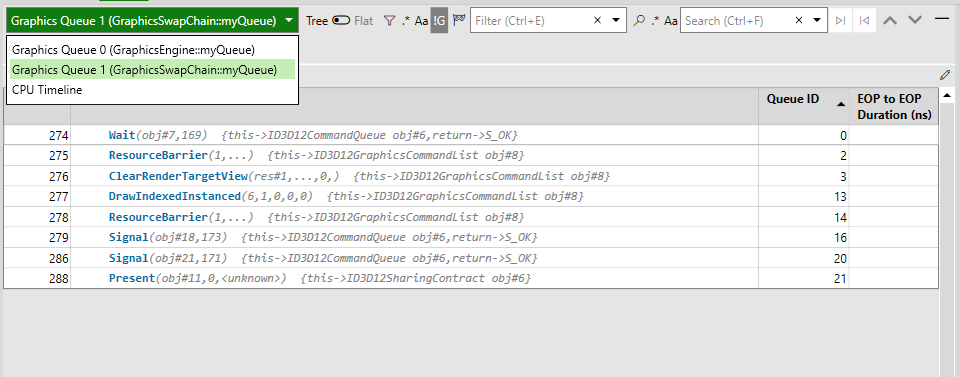 Graphics Queue 1 (GraphicsSwapChain::myQueue) Tree Flat .* Aa !G Filter (Ctrl+E) .* Aa Search (Ctrl+F)
Graphics Queue 0 (GraphicsEngine::myQueue)
Graphics Queue 1 (GraphicsSwapChain::myQueue)
CPU Timeline
Queue ID EOP to EOP
Duration (ns)
274 Wait(obj#7,169) {this->ID3D12CommandQueue obj#6,return->S_OK} 0
275 ResourceBarrier(1,...) {this->ID3D12GraphicsCommandList obj#8} 2
276 ClearRenderTargetView(res#1,...,0,) {this->ID3D12GraphicsCommandList obj#8} 3
277 DrawIndexedInstanced(6,1,0,0,0) {this->ID3D12GraphicsCommandList obj#8} 13
278 ResourceBarrier(1,...) {this->ID3D12GraphicsCommandList obj#8} 14
279 Signal(obj#18,173) {this->ID3D12CommandQueue obj#6,return->S_OK} 16
286 Signal(obj#21,171) {this->ID3D12CommandQueue obj#6,return->S_OK} 20
288 Present(obj#11,0,<unknown>) {this->ID3D12SharingContract obj#6} 21